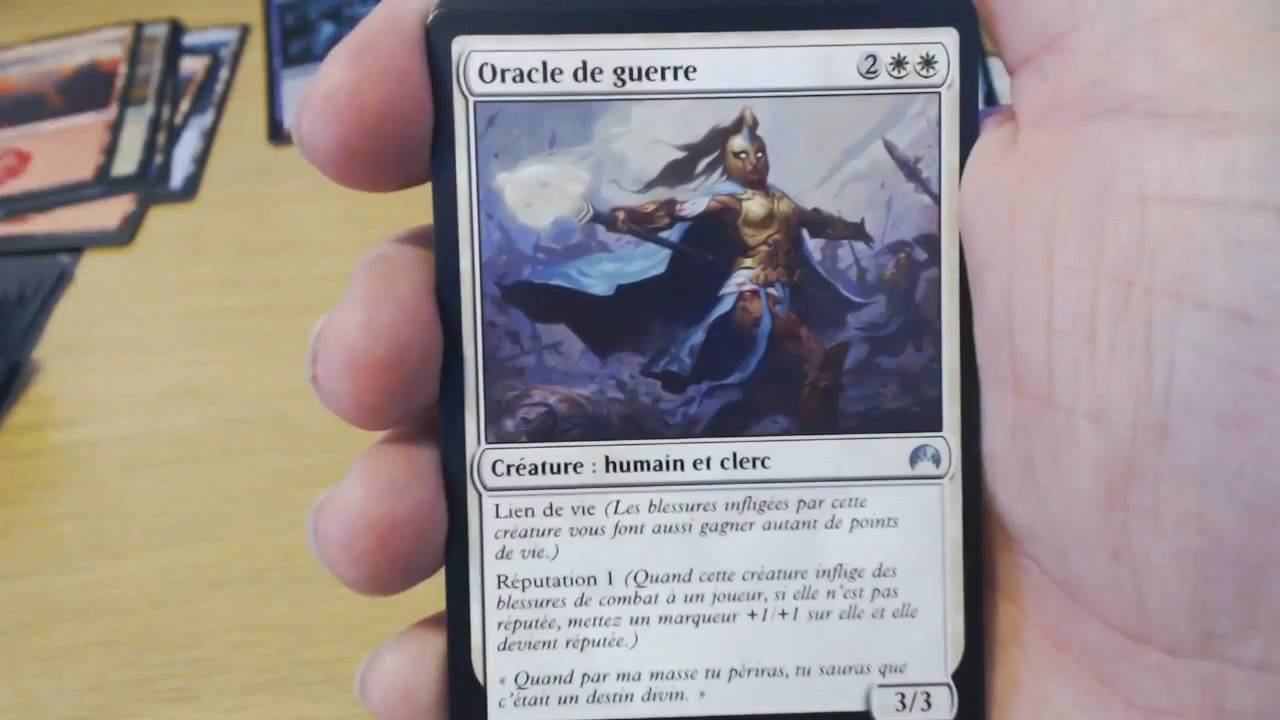 Oracle de guerre 2
Créature : humain et clerc
Lien de vie (Les blessures infligées par cette
créature vous font aussi gagner autant de points
de vie.)
Réputation 1 (Quand cette créature inflige des
blessures de combat à un joueur, si elle n'est pas
réputée, mettez un marqueur +1/+1 sur elle et elle
devient réputée.)
« Quand par ma masse tu périras, tu sauras que
c'était un destin divin. »
3/3